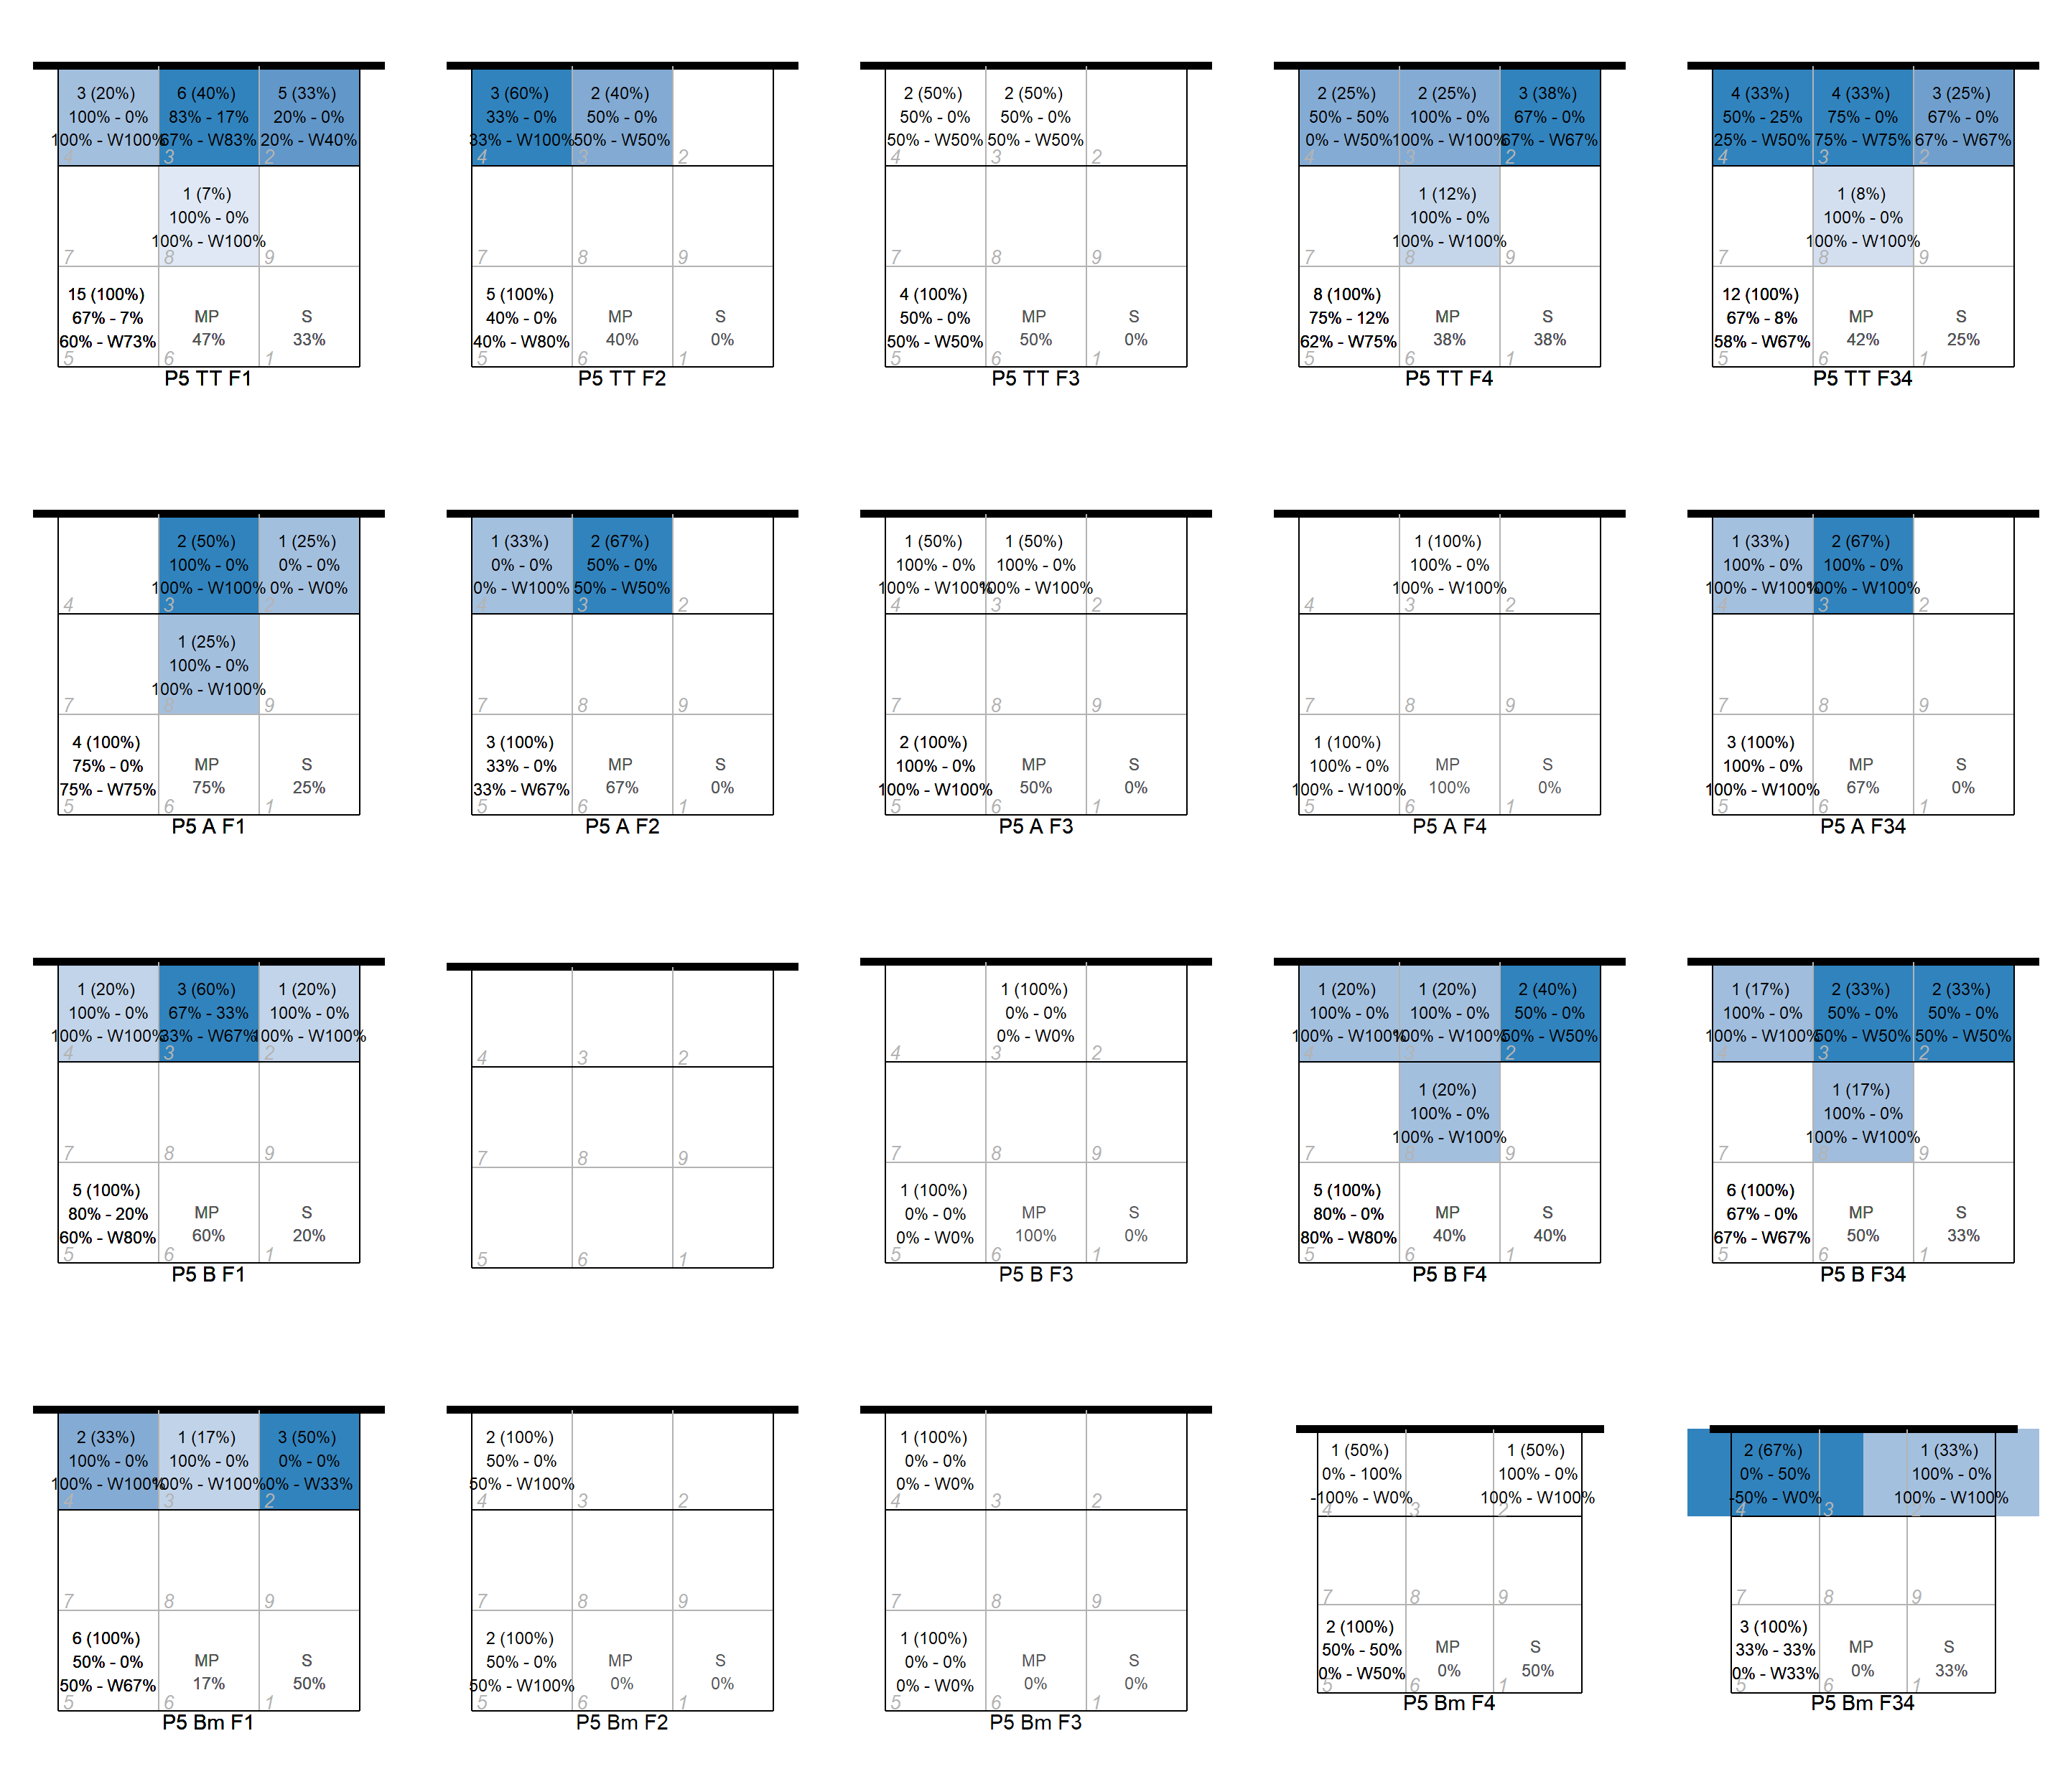 3 (20%)
100% - 0%
100% - W100%
4
6 (40%)
83% - 17%
67% - W83%
3
5 (33%)
20% - 0%
20% - W40%
2
7
1 (7%)
100% - 0%
100% - W100%
8
9
15 (100%)
67% - 7%
60% - W73%
5
MP
47%
6
S
33%
1
P5 TT F1
3 (60%)
33% - 0%
33% - W100%
4
2 (40%)
50% - 0%
50% - W50%
3
2
7
8
9
5 (100%)
40% - 0%
40% - W80%
5
MP
40%
6
S
0%
1
P5 TT F2
2 (50%)
50% - 0%
50% - W50%
4
2 (50%)
50% - 0%
50% - W50%
3
2
7
8
9
4 (100%)
50% - 0%
50% - W50%
5
MP
50%
6
S
0%
1
P5 TT F3
2 (25%)
50% - 50%
0% - W50%
4
2 (25%)
100% - 0%
100% - W100%
3
3 (38%)
67% - 0%
67% - W67%
2
7
1 (12%)
100% - 0%
100% - W100%
8
9
8 (100%)
75% - 12%
62% - W75%
5
MP
38%
6
S
38%
1
P5 TT F4
4 (33%)
50% - 25%
25% - W50%
4
4 (33%)
75% - 0%
75% - W75%
3
3 (25%)
67% - 0%
67% - W67%
2
7
1 (8%)
100% - 0%
100% - W100%
8
9
12 (100%)
67% - 8%
58% - W67%
5
MP
42%
6
S
25%
1
P5 TT F34
4
2 (50%)
100% - 0%
100% - W100%
3
1 (25%)
0% - 0%
0% - W0%
2
7
1 (25%)
100% - 0%
100% - W100%
8
9
4 (100%)
75% - 0%
75% - W75%
5
MP
75%
6
S
25%
1
P5 A F1
1 (33%)
0% - 0%
0% - W100%
4
2 (67%)
50% - 0%
50% - W50%
3
2
7
8
9
3 (100%)
33% - 0%
33% - W67%
5
MP
67%
6
S
0%
1
P5 A F2
1 (50%)
100% - 0%
100% - W100%
4
1 (50%)
100% - 0%
100% - W100%
3
2
7
8
9
2 (100%)
100% - 0%
100% - W100%
5
MP
50%
6
S
0%
1
P5 A F3
4
1 (100%)
100% - 0%
100% - W100%
3
2
7
8
9
1 (100%)
100% - 0%
100% - W100%
5
MP
100%
6
S
0%
1
P5 A F4
1 (33%)
100% - 0%
100% - W100%
4
2 (67%)
100% - 0%
100% - W100%
3
2
7
8
9
3 (100%)
100% - 0%
100% - W100%
5
MP
67%
6
S
0%
1
P5 A F34
1 (20%)
100% - 0%
100% - W100%
4
3 (60%)
67% - 33%
33% - W67%
3
1 (20%)
100% - 0%
100% - W100%
2
7
8
9
5 (100%)
80% - 20%
60% - W80%
5
MP
60%
6
S
20%
1
P5 B F1
4
3
2
7
8
9
5
6
1
4
1 (100%)
0% - 0%
0% - W0%
3
2
7
8
9
1 (100%)
0% - 0%
0% - W0%
5
MP
100%
6
S
0%
1
P5 B F3
1 (20%)
100% - 0%
100% - W100%
4
1 (20%)
100% - 0%
100% - W100%
3
2 (40%)
50% - 0%
50% - W50%
2
7
1 (20%)
100% - 0%
100% - W100%
8
9
5 (100%)
80% - 0%
80% - W80%
5
MP
40%
6
S
40%
1
P5 B F4
1 (17%)
100% - 0%
100% - W100%
4
2 (33%)
50% - 0%
50% - W50%
3
2 (33%)
50% - 0%
50% - W50%
2
7
1 (17%)
100% - 0%
100% - W100%
8
9
6 (100%)
67% - 0%
67% - W67%
5
MP
50%
6
S
33%
1
P5 B F34
2 (33%)
100% - 0%
100% - W100%
4
1 (17%)
100% - 0%
100% - W100%
3
3 (50%)
0% - 0%
0% - W33%
2
7
8
9
6 (100%)
50% - 0%
50% - W67%
5
MP
17%
6
S
50%
1
P5 Bm F1
2 (100%)
50% - 0%
50% - W100%
4
3
2
7
8
9
2 (100%)
50% - 0%
50% - W100%
5
MP
0%
6
S
0%
1
P5 Bm F2
1 (100%)
0% - 0%
0% - W0%
4
3
2
7
8
9
1 (100%)
0% - 0%
0% - W0%
5
MP
0%
6
S
0%
1
P5 Bm F3
1 (50%)
0% - 100%
-100% - W0%
4
3
1 (50%)
100% - 0%
100% - W100%
2
7
8
9
2 (100%)
50% - 50%
0% - W50%
5
MP
0%
6
S
50%
1
P5 Bm F4
2 (67%)
0% - 50%
-50% - W0%
4
3
1 (33%)
100% - 0%
100% - W100%
2
7
8
9
3 (100%)
33% - 33%
0% - W33%
5
MP
0%
6
S
33%
1
P5 Bm F34